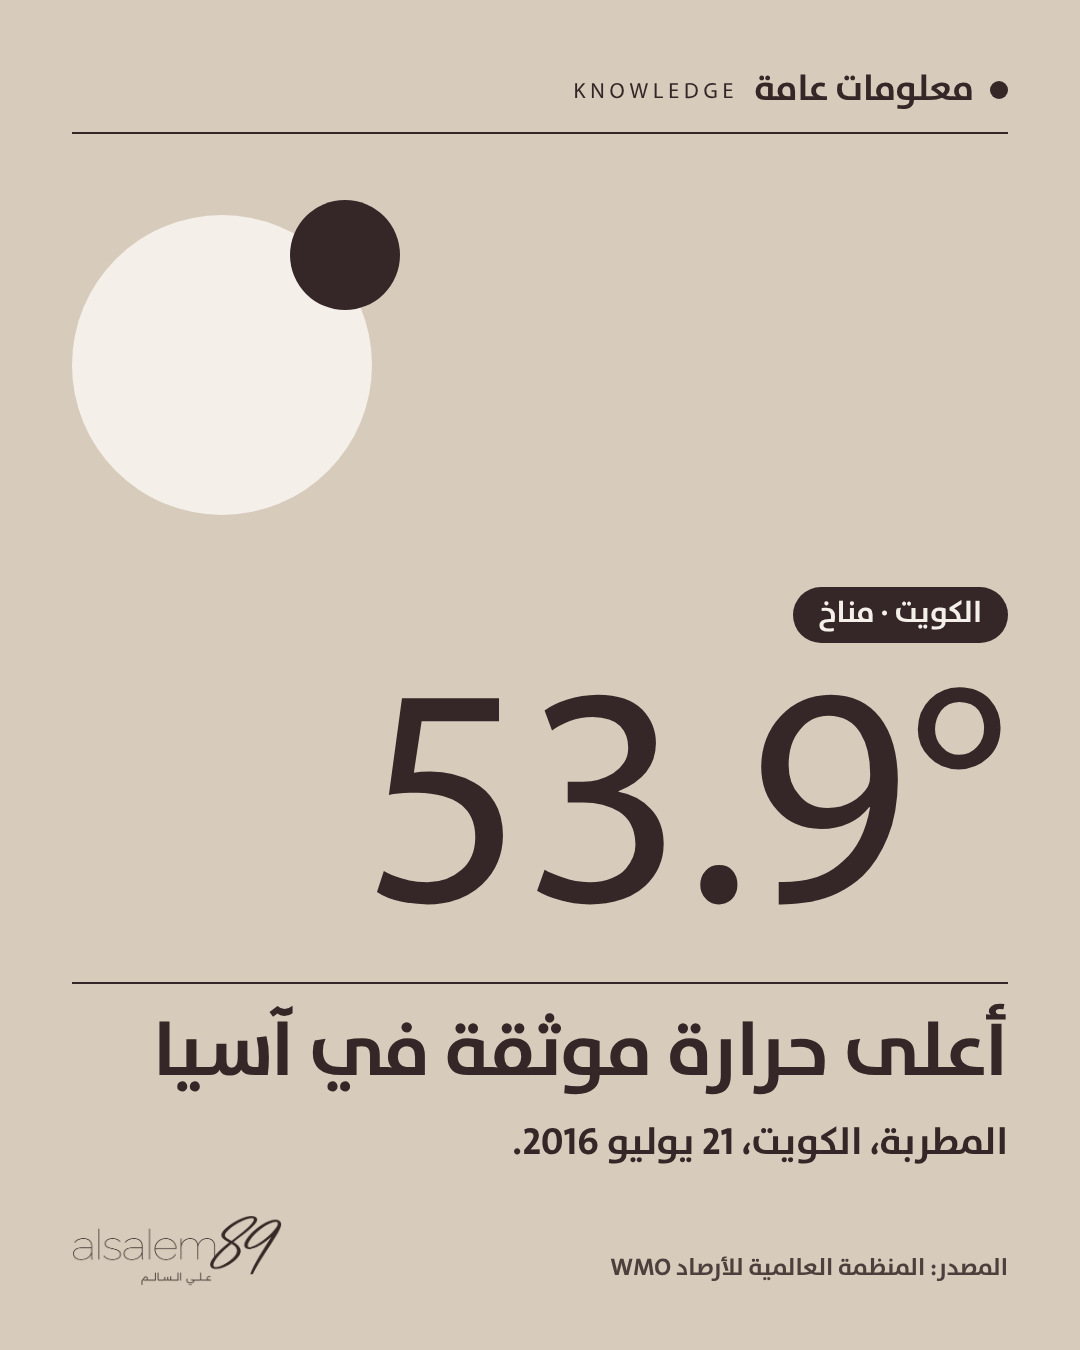 معلومات عامة KNOWLEDGE
الكويت · مناخ
53.9°
أعلى حرارة موثقة في آسيا
المطربة، الكويت، 21 يوليو 2016.
المصدر: المنظمة العالمية للأرصاد WMO
alsalem89
علي السالم